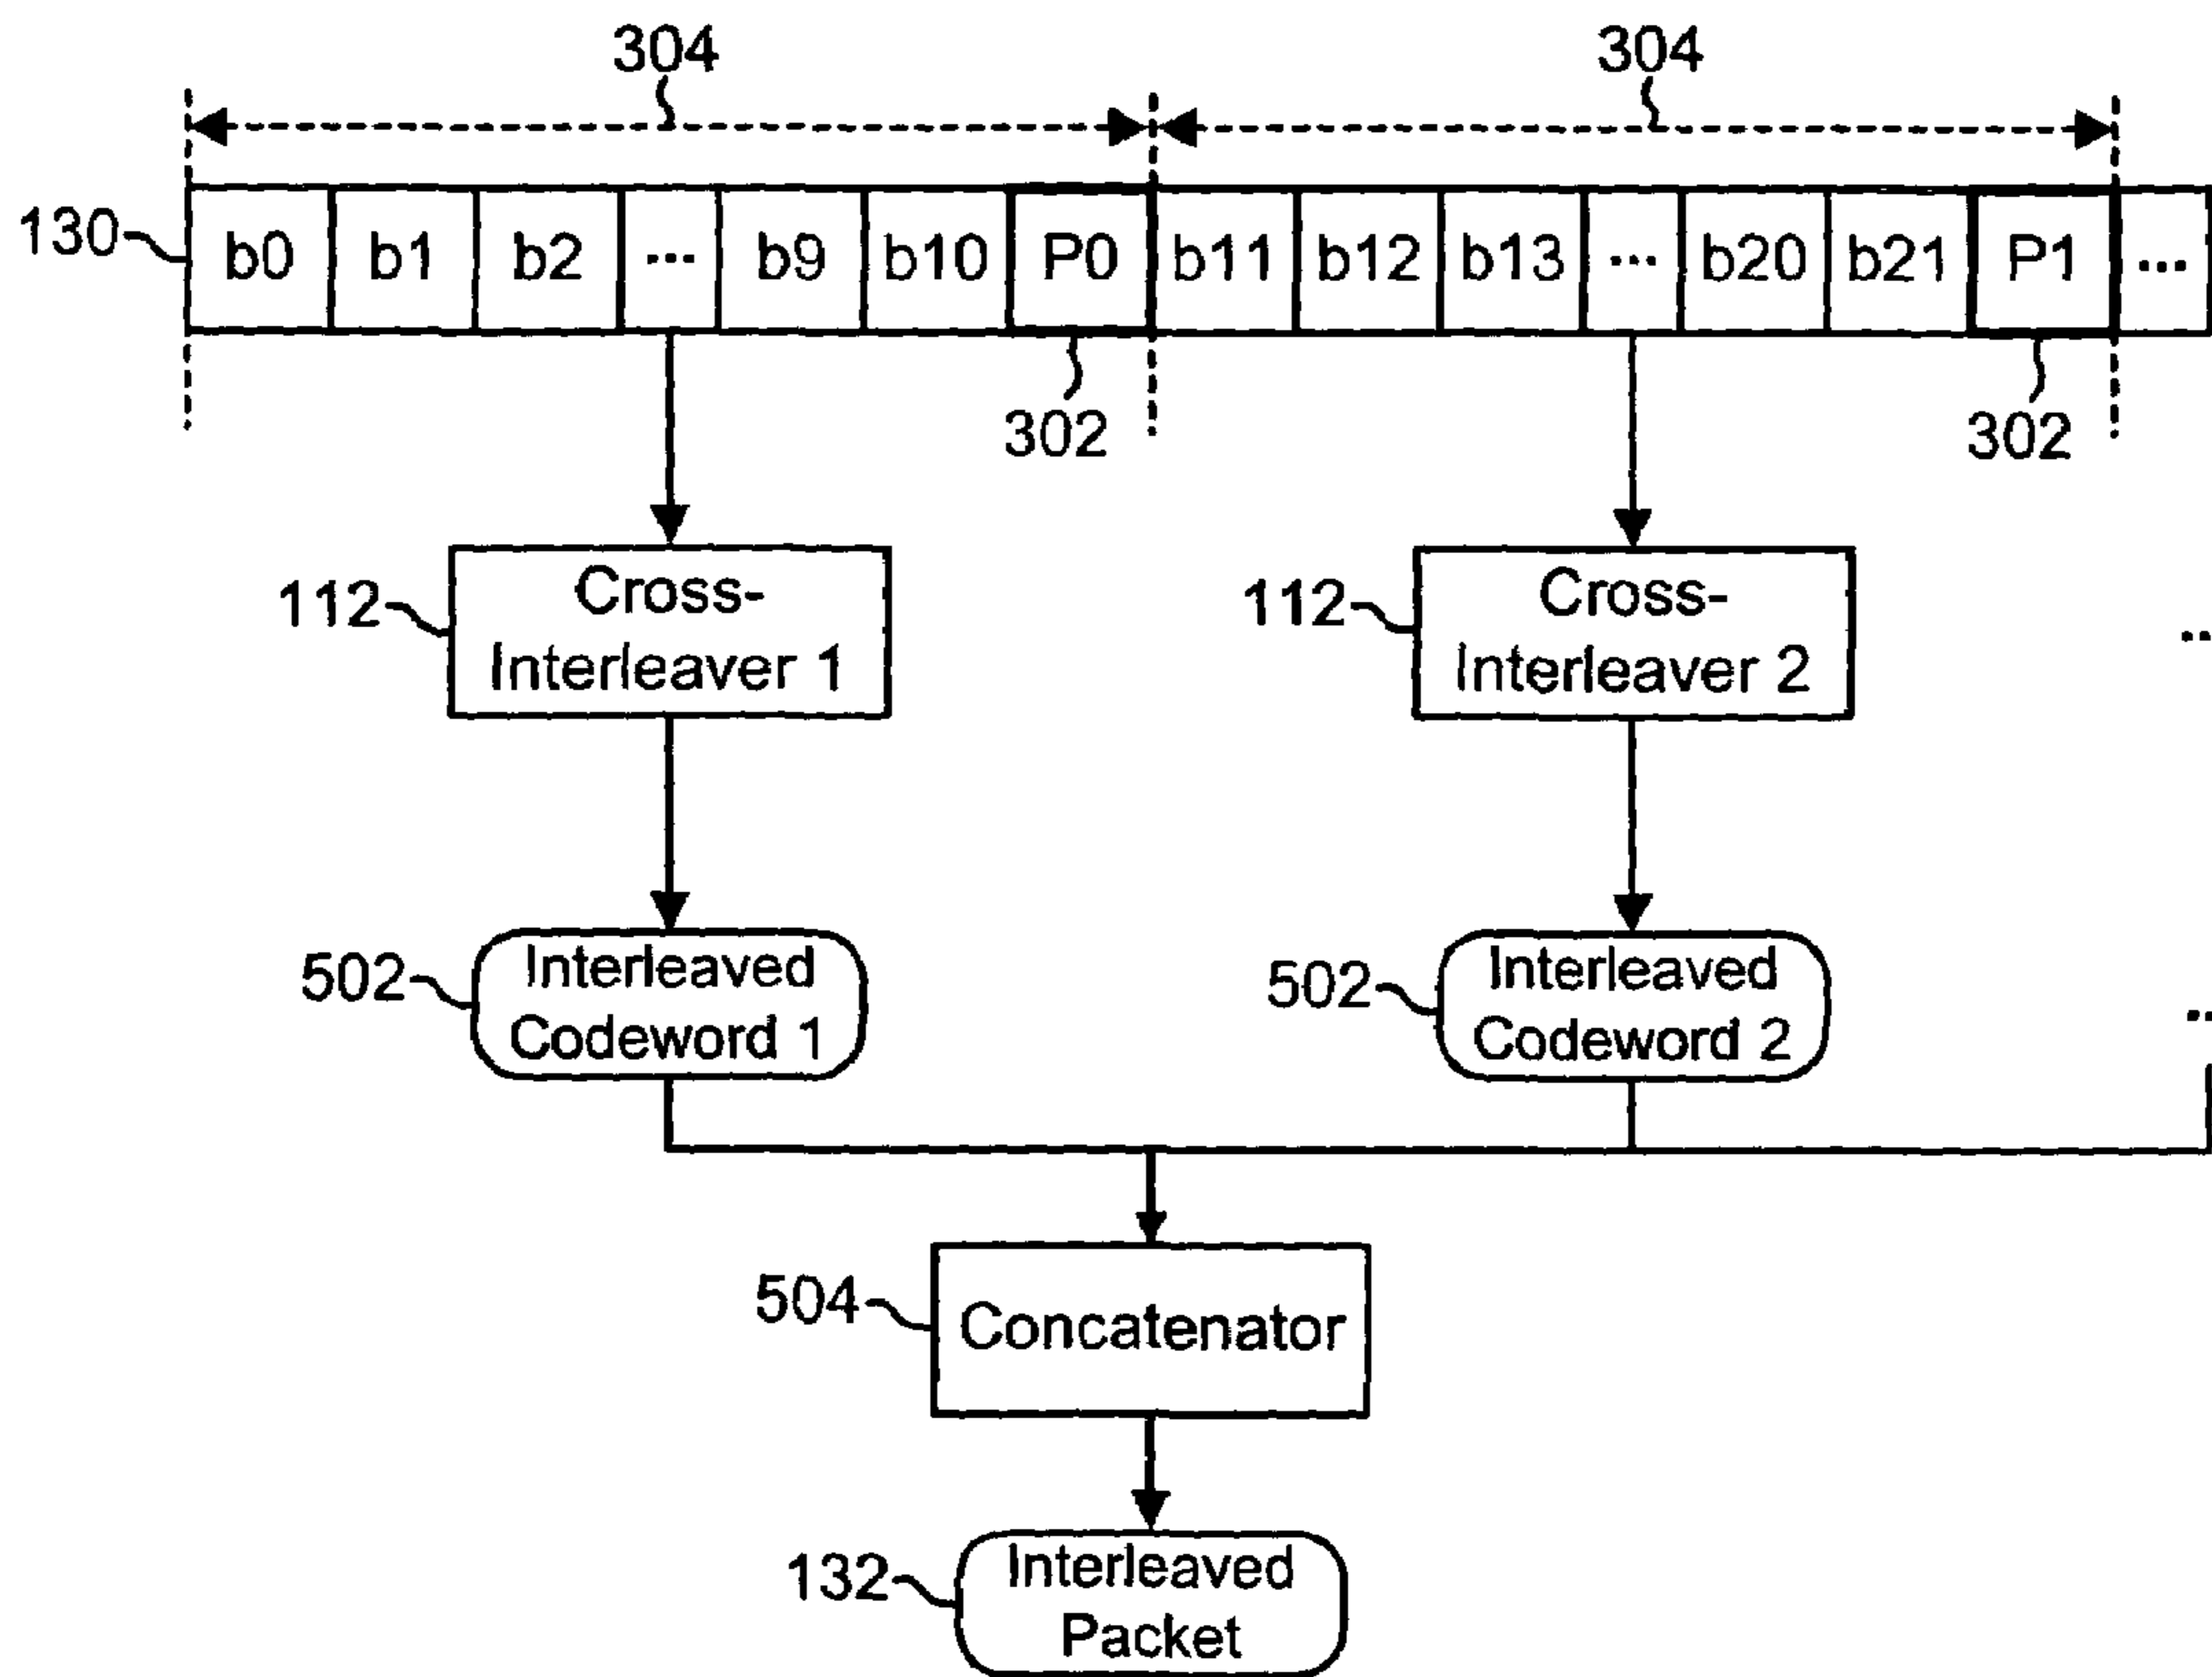 304 304
130 b0 b1 b2 ... b9 b10 P0 b11 b12 b13 ... b20 b21 P1 ...
302 302
112 Cross- 112 Cross-
Interleaver 1 Interleaver 2 ..
502 Interleaved 502 Interleaved
Codeword 1 Codeword 2 ..
504 Concatenator
132 Interleaved
Packet